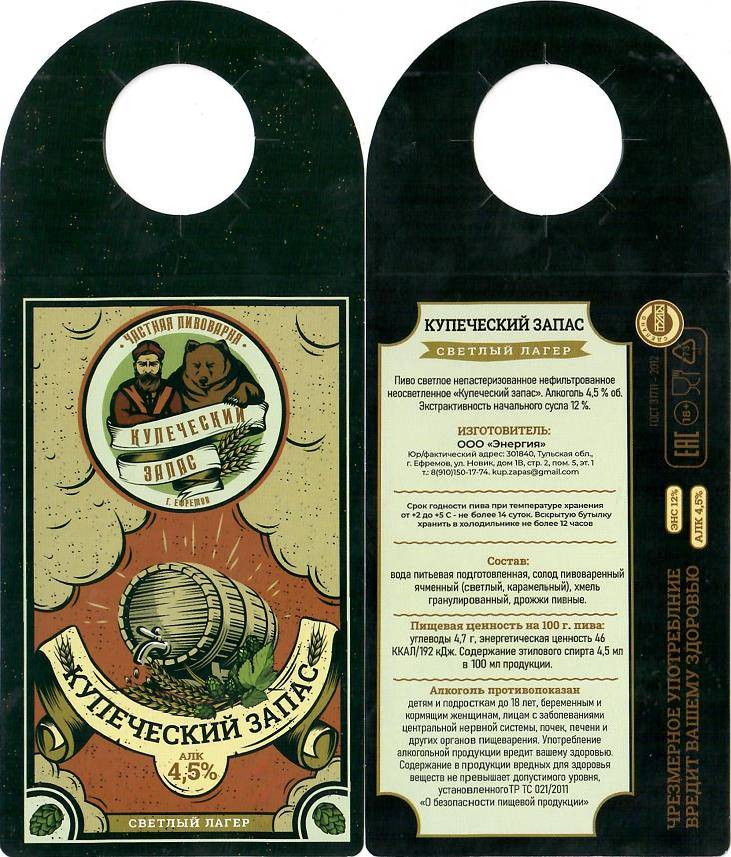 ЧАСТНАЯ ПИВОВАРНЯ
КУПЕЧЕСКИЙ
ЗАПАС
Г. ЕФРЕМОВ
КУПЕЧЕСКИЙ ЗАПАС
АЛК
4,5%
СВЕТЛЫЙ ЛАГЕР
КУПЕЧЕСКИЙ ЗАПАС
СВЕТЛЫЙ ЛАГЕР
Пиво светлое непастеризованное нефильтрованное
неосветленное «Купеческий запас». Алкоголь 4,5 % об.
Экстрактивность начального сусла 12 %.
ИЗГОТОВИТЕЛЬ:
ООО «Энергия»
Юр/фактический адрес: 301840, Тульская обл.,
г. Ефремов, ул. Новик, дом 1В, стр. 2, пом. 5, эт. 1
т.: 8(910)150-17-74. kup.zapas@gmail.com
Срок годности пива при температуре хранения
от +2 до +5 С - не более 14 суток. Вскрытую бутылку
хранить в холодильнике не более 12 часов
Состав:
вода питьевая подготовленная, солод пивоваренный
ячменный (светлый, карамельный), хмель
гранулированный, дрожжи пивные.
Пищевая ценность на 100 г. пива:
углеводы 4,7 г, энергетическая ценность 46
ККАЛ/192 кДж. Содержание этилового спирта 4,5 мл
в 100 мл продукции.
Алкоголь противопоказан
детям и подросткам до 18 лет, беременным и
кормящим женщинам, лицам с заболеваниями
центральной нервной системы, почек, печени и
других органов пищеварения. Употребление
алкогольной продукции вредит вашему здоровью.
Содержание в продукции вредных для здоровья
веществ не превышает допустимого уровня,
установленогоТР ТС 021/2011
«О безопасности пищевой продукции»
ГОСТ 31711 - 2012
ЕАС
18+
ЭНС 12%
АЛК 4,5%
ЧРЕЗМЕРНОЕ УПОТРЕБЛНИЕ
ВРЕДИТ ВАШЕМУ ЗДОРОВЬЮ